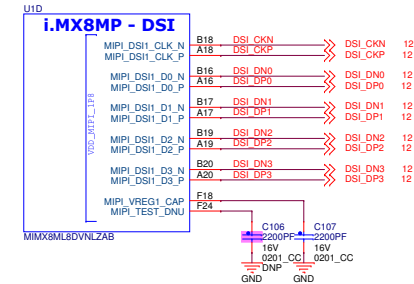 U1D
i.MX8MP - DSI
VDD_MIPI_1P8
MIPI_DSI1_CLK_N B18 DSI_CKN DSI_CKN 12
MIPI_DSI1_CLK_P A18 DSI_CKP DSI_CKP 12
MIPI_DSI1_D0_N B16 DSI_DN0 DSI_DN0 12
MIPI_DSI1_D0_P A16 DSI_DP0 DSI_DP0 12
MIPI_DSI1_D1_N B17 DSI_DN1 DSI_DN1 12
MIPI_DSI1_D1_P A17 DSI_DP1 DSI_DP1 12
MIPI_DSI1_D2_N B19 DSI_DN2 DSI_DN2 12
MIPI_DSI1_D2_P A19 DSI_DP2 DSI_DP2 12
MIPI_DSI1_D3_N B20 DSI_DN3 DSI_DN3 12
MIPI_DSI1_D3_P A20 DSI_DP3 DSI_DP3 12
MIPI_VREG1_CAP F18
MIPI_TEST_DNU F24
MIMX8ML8DVNLZAB
C106
2200PF
16V
0201_CC
DNP
GND
C107
2200PF
16V
0201_CC
GND